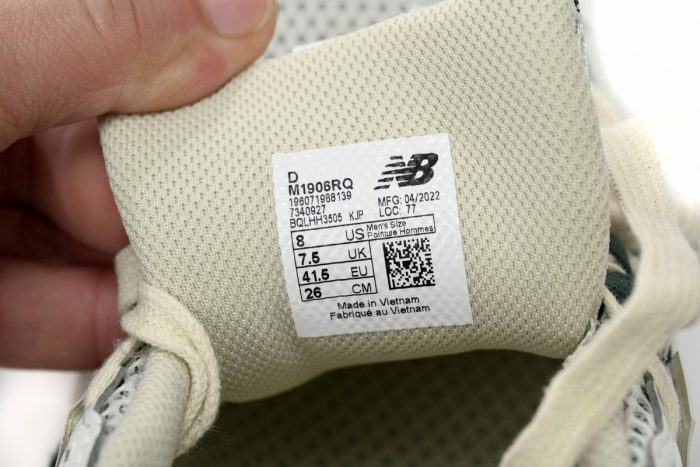 D
M1906RQ
NB
196071988139
7340927
MFG: 04/2022
BQLHH3505 KJP
LOC: 77
8 US Men's Size
Pointure Hommes
7.5 UK
41.5 EU
26 CM
Made in Vietnam
Fabriqué au Vietnam